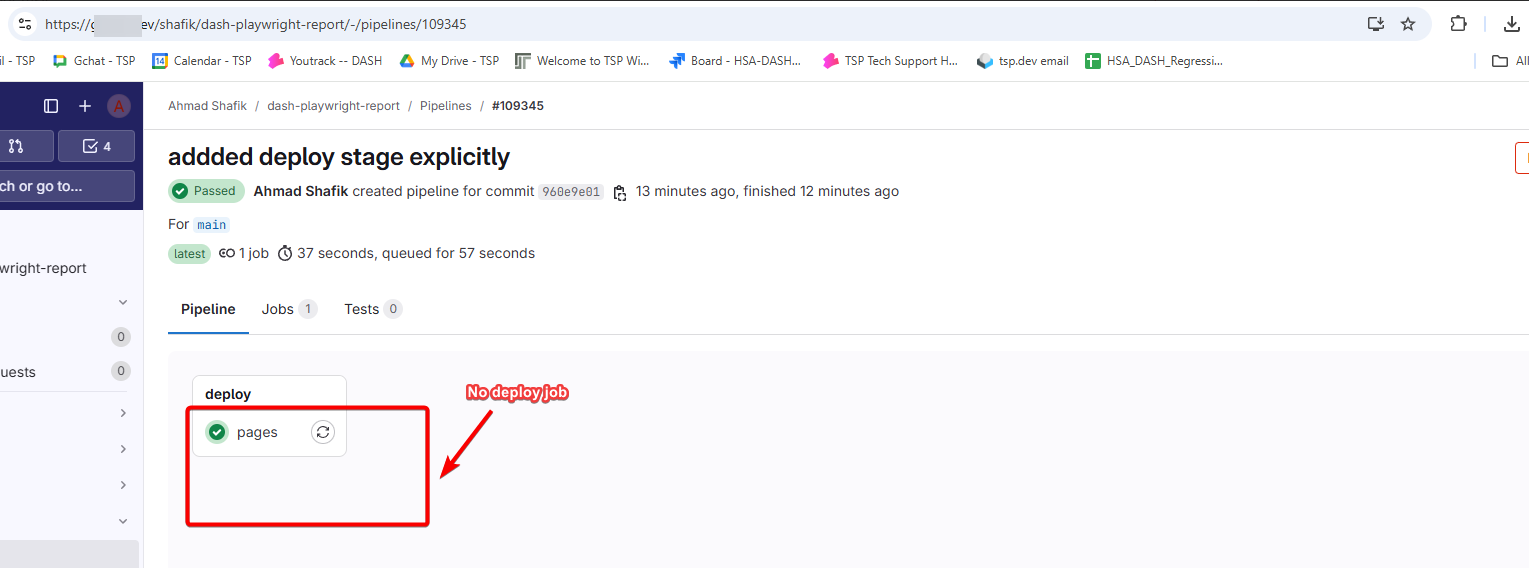 https://g ev/shafik/dash-playwright-report/-/pipelines/109345
il - TSP Gchat - TSP 14 Calendar - TSP Youtrack -- DASH My Drive - TSP Welcome to TSP Wi... Board - HSA-DASH... TSP Tech Support H... tsp.dev email HSA_DASH_Regressi... All
A
Ahmad Shafik / dash-playwright-report / Pipelines / #109345
4
ch or go to...
addded deploy stage explicitly
Passed Ahmad Shafik created pipeline for commit 960e9e01 13 minutes ago, finished 12 minutes ago
For main
latest 1 job 37 seconds, queued for 57 seconds
wright-report
Pipeline Jobs 1 Tests 0
0
uests 0
deploy
No deploy job
pages